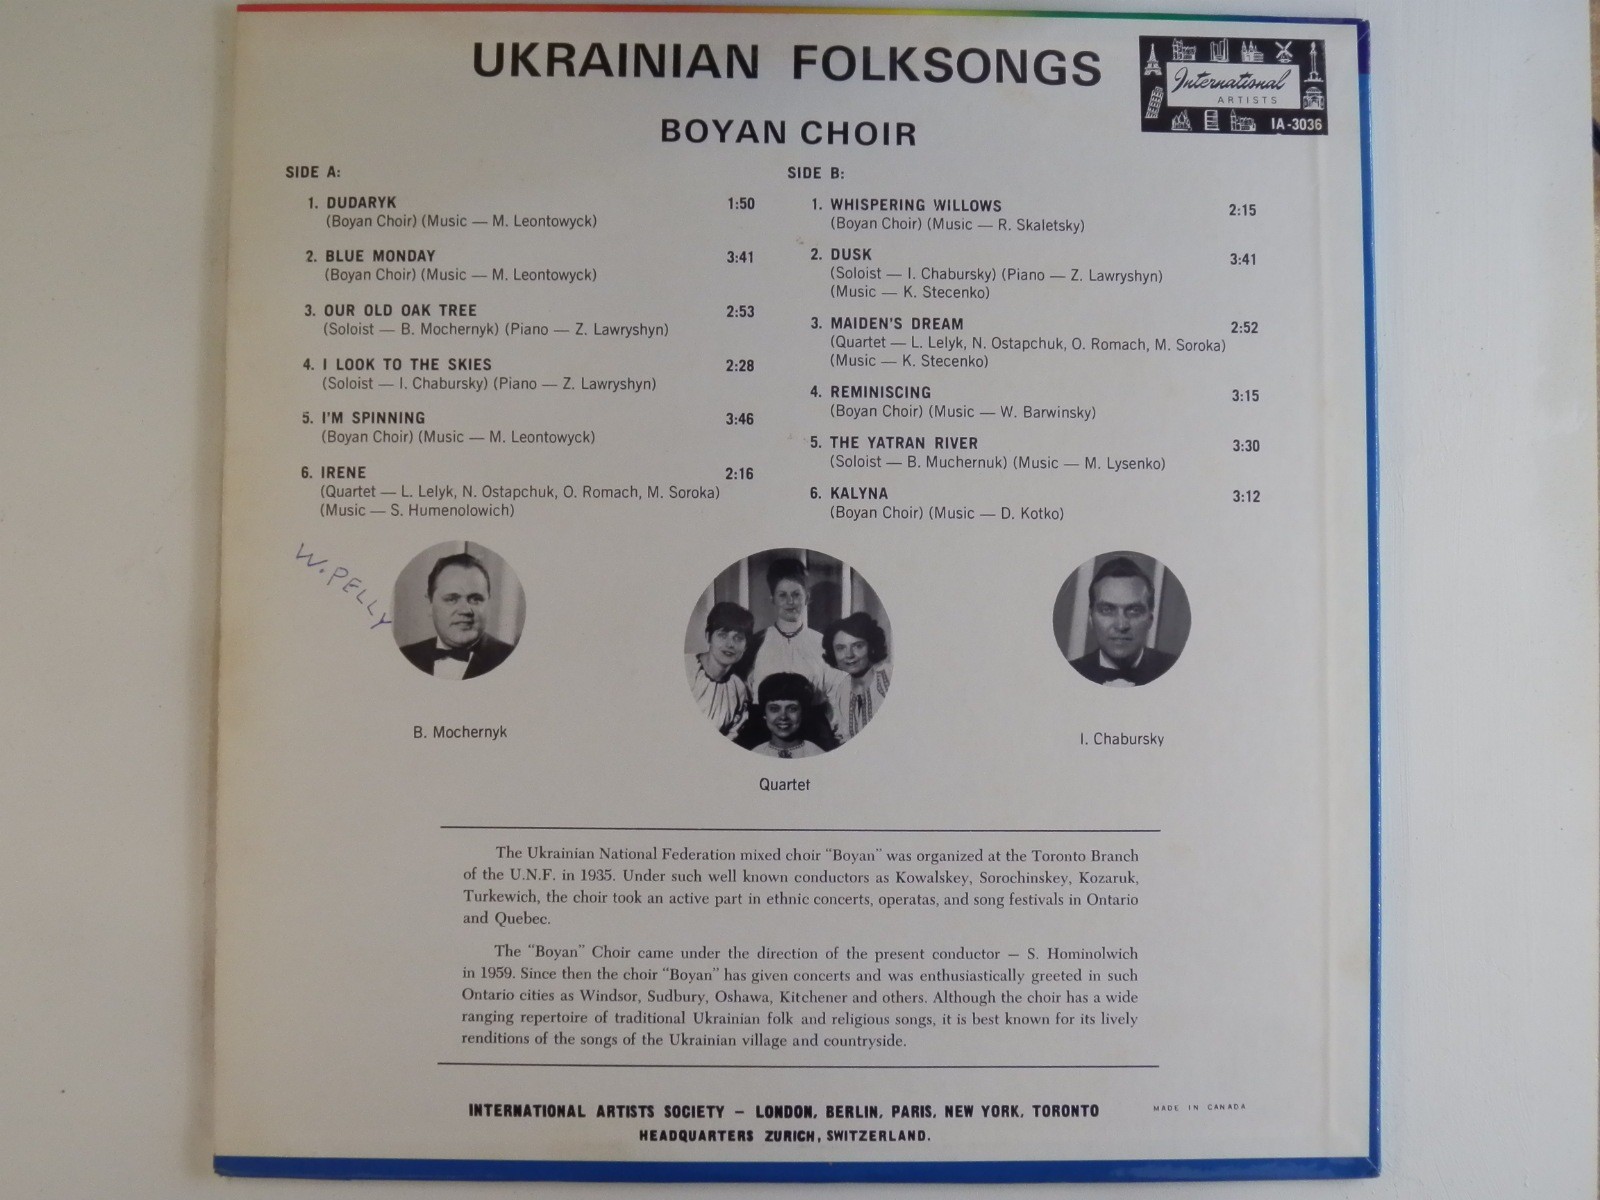 UKRAINIAN FOLKSONGS
International
ARTISTS
IA-3036
BOYAN CHOIR
SIDE A:
1. DUDARYK 1:50
(Boyan Choir) (Music — M. Leontowyck)
2. BLUE MONDAY 3:41
(Boyan Choir) (Music — M. Leontowyck)
3. OUR OLD OAK TREE 2:53
(Soloist — B. Mochernyk) (Piano — Z. Lawryshyn)
4. I LOOK TO THE SKIES 2:28
(Soloist — I. Chabursky) (Piano — Z. Lawryshyn)
5. I'M SPINNING 3:46
(Boyan Choir) (Music — M. Leontowyck)
6. IRENE 2:16
(Quartet — L. Lelyk, N. Ostapchuk, O. Romach, M. Soroka)
(Music — S. Humenolowich)
SIDE B:
1. WHISPERING WILLOWS 2:15
(Boyan Choir) (Music — R. Skaletsky)
2. DUSK 3:41
(Soloist — I. Chabursky) (Piano — Z. Lawryshyn)
(Music — K. Stecenko)
3. MAIDEN'S DREAM 2:52
(Quartet — L. Lelyk, N. Ostapchuk, O. Romach, M. Soroka)
(Music — K. Stecenko)
4. REMINISCING 3:15
(Boyan Choir) (Music — W. Barwinsky)
5. THE YATRAN RIVER 3:30
(Soloist — B. Muchernuk) (Music — M. Lysenko)
6. KALYNA 3:12
(Boyan Choir) (Music — D. Kotko)
W. PELLY
B. Mochernyk
Quartet
I. Chabursky
The Ukrainian National Federation mixed choir "Boyan" was organized at the Toronto Branch
of the U.N.F. in 1935. Under such well known conductors as Kowalskey, Sorochinskey, Kozaruk,
Turkewich, the choir took an active part in ethnic concerts, operatas, and song festivals in Ontario
and Quebec.
The "Boyan" Choir came under the direction of the present conductor — S. Hominolwich
in 1959. Since then the choir "Boyan" has given concerts and was enthusiastically greeted in such
Ontario cities as Windsor, Sudbury, Oshawa, Kitchener and others. Although the choir has a wide
ranging repertoire of traditional Ukrainian folk and religious songs, it is best known for its lively
renditions of the songs of the Ukrainian village and countryside.
INTERNATIONAL ARTISTS SOCIETY – LONDON, BERLIN, PARIS, NEW YORK, TORONTO
HEADQUARTERS ZURICH, SWITZERLAND.
MADE IN CANADA